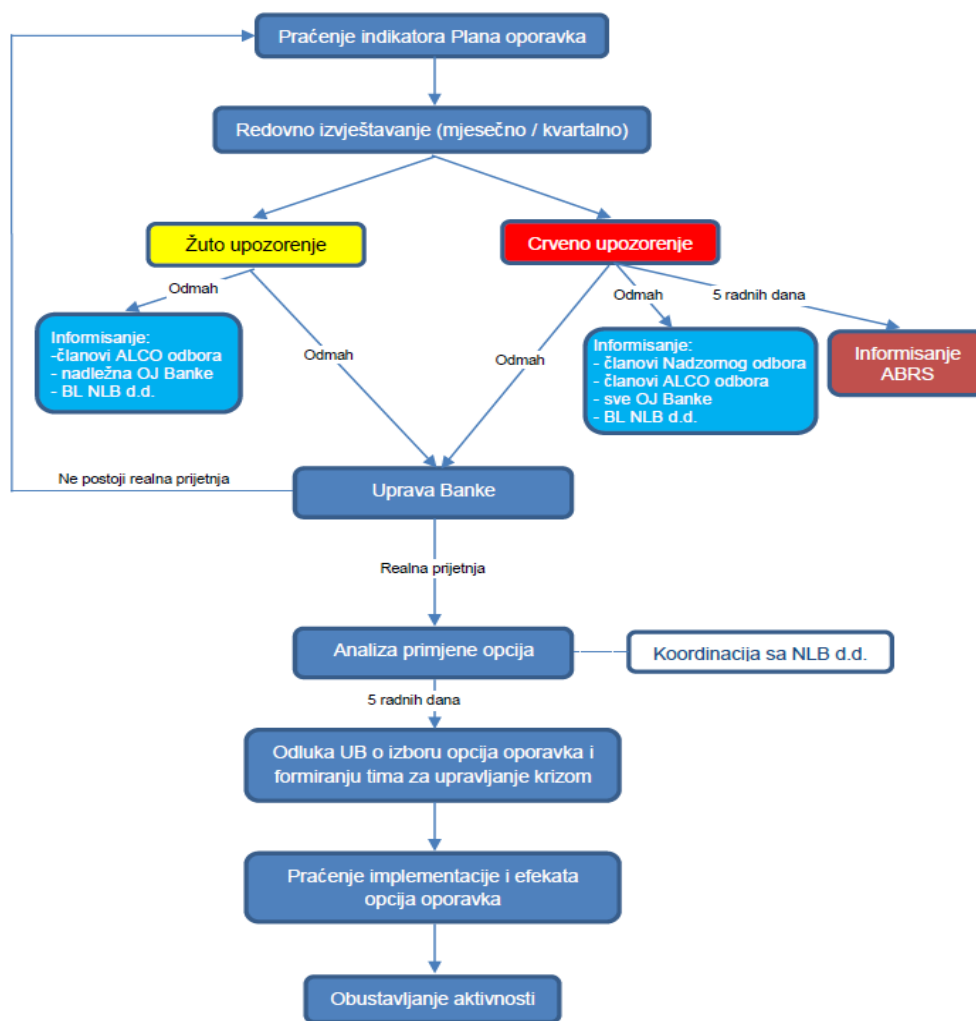 Praćenje indikatora Plana oporavka
Redovno izvještavanje (mjesečno / kvartalno)
Žuto upozorenje
Crveno upozorenje
Odmah
Odmah
5 radnih dana
Informisanje:
-članovi ALCO odbora
- nadležna OJ Banke
- BL NLB d.d.
Odmah
Odmah
Informisanje:
- članovi Nadzornog odbora
- članovi ALCO odbora
- sve OJ Banke
- BL NLB d.d.
Informisanje
ABRS
Ne postoji realna prijetnja
Uprava Banke
Realna prijetnja
Analiza primjene opcija
Koordinacija sa NLB d.d.
5 radnih dana
Odluka UB o izboru opcija oporavka i
formiranju tima za upravljanje krizom
Praćenje implementacije i efekata
opcija oporavka
Obustavljanje aktivnosti